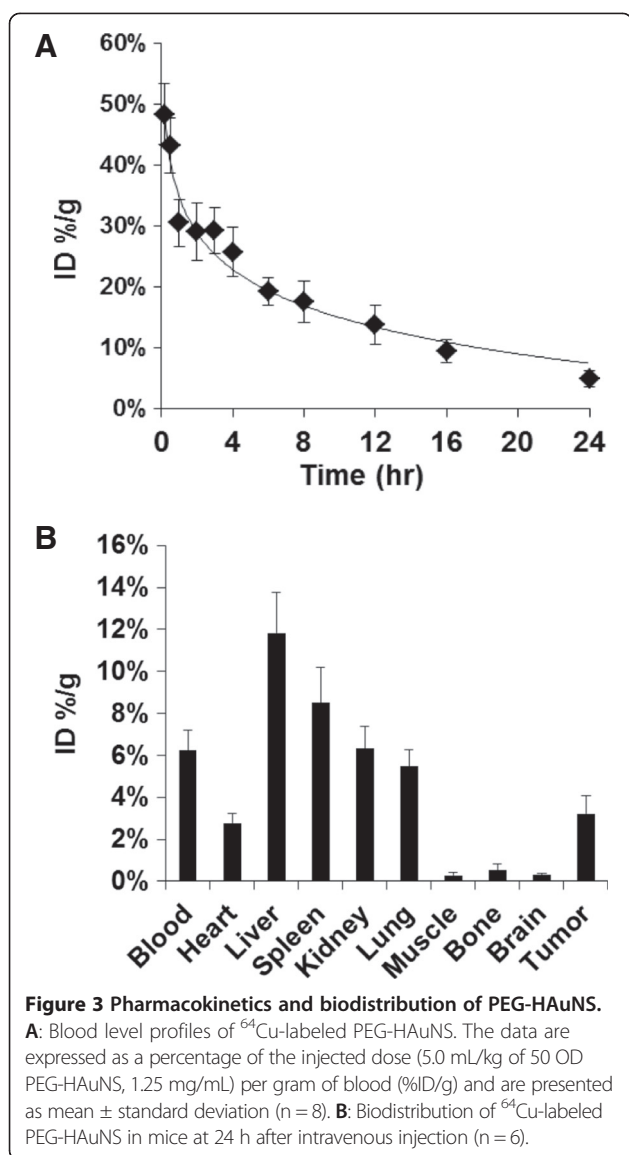 A
60%
50%
40%
30%
20%
10%
0%
ID %/g
0 4 8 12 16 20 24
Time (hr)
B
16%
14%
12%
10%
8%
6%
4%
2%
0%
ID %/g
Blood Heart Liver Spleen Kidney Lung Muscle Bone Brain Tumor
Figure 3 Pharmacokinetics and biodistribution of PEG-HAuNS.
A: Blood level profiles of ⁶⁴Cu-labeled PEG-HAuNS. The data are
expressed as a percentage of the injected dose (5.0 mL/kg of 50 OD
PEG-HAuNS, 1.25 mg/mL) per gram of blood (%ID/g) and are presented
as mean ± standard deviation (n = 8). B: Biodistribution of ⁶⁴Cu-labeled
PEG-HAuNS in mice at 24 h after intravenous injection (n = 6).